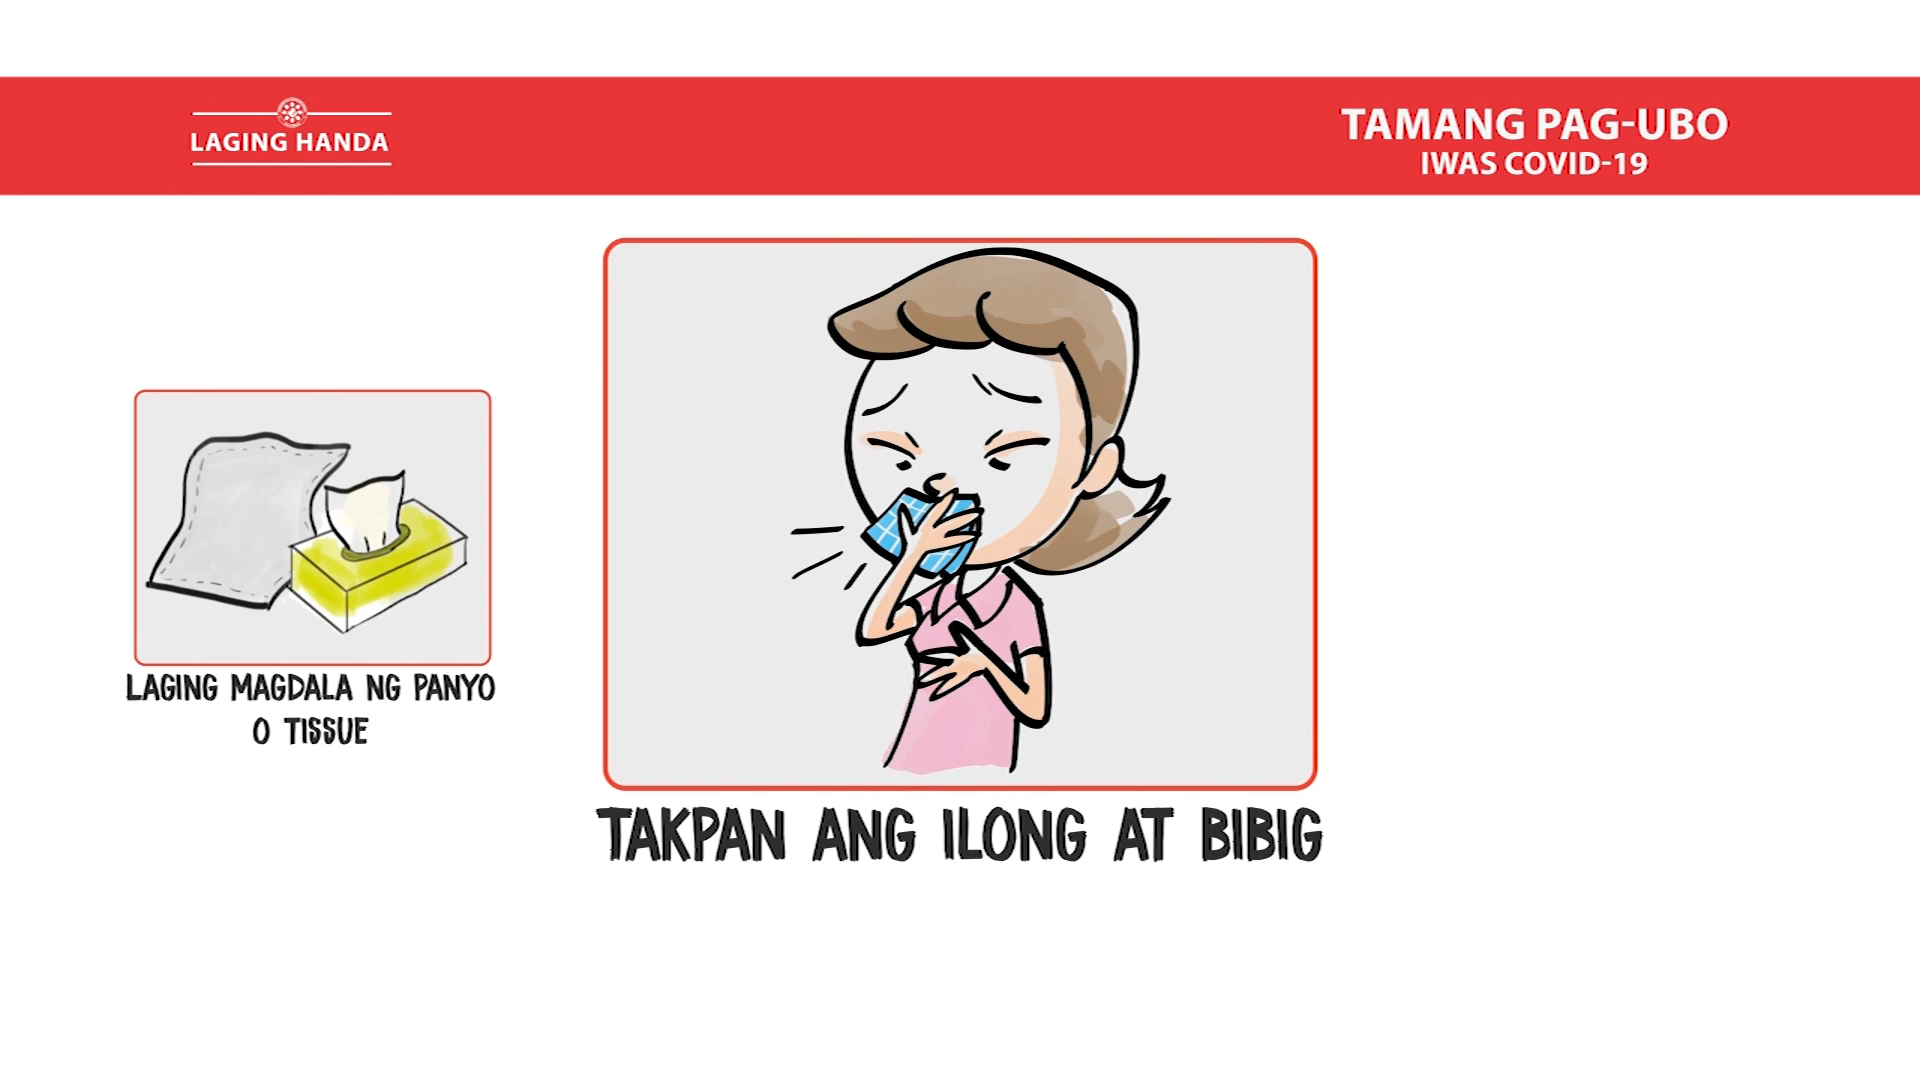 LAGING HANDA
TAMANG PAG-UBO
IWAS COVID-19
LAGING MAGDALA NG PANYO
O TISSUE
TAKPAN ANG ILONG AT BIBIG